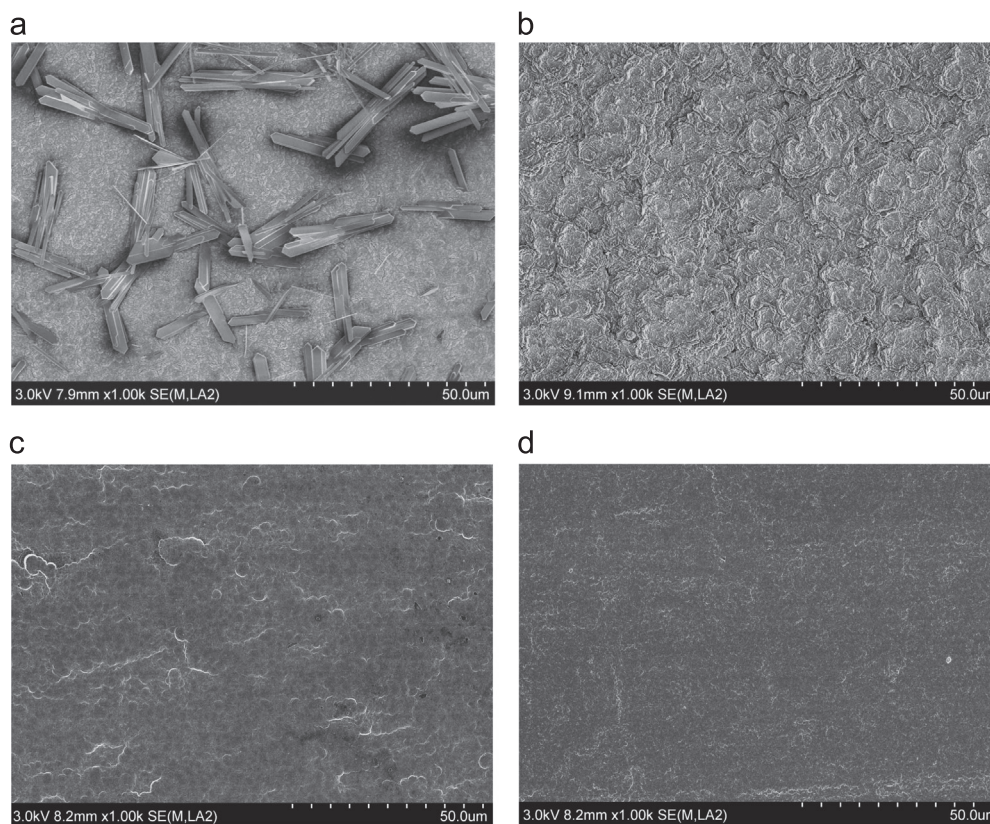 a
b
3.0kV 7.9mm x1.00k SE(M,LA2) 50.0um
3.0kV 9.1mm x1.00k SE(M,LA2) 50.0um
c
d
3.0kV 8.2mm x1.00k SE(M,LA2) 50.0um
3.0kV 8.2mm x1.00k SE(M,LA2) 50.0um